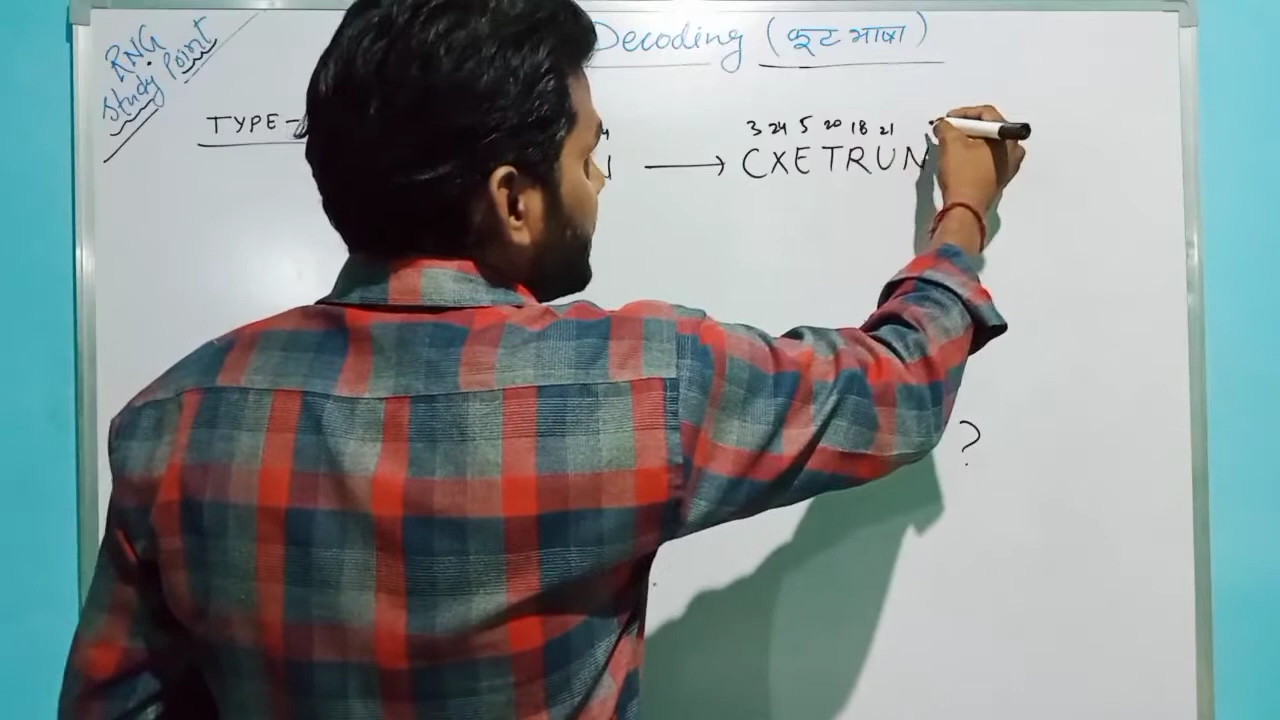 Decoding (कूट भाषा)
RNG
Study Point
TYPE-
3 24 5 20 18 21
→ CXETRUN
?